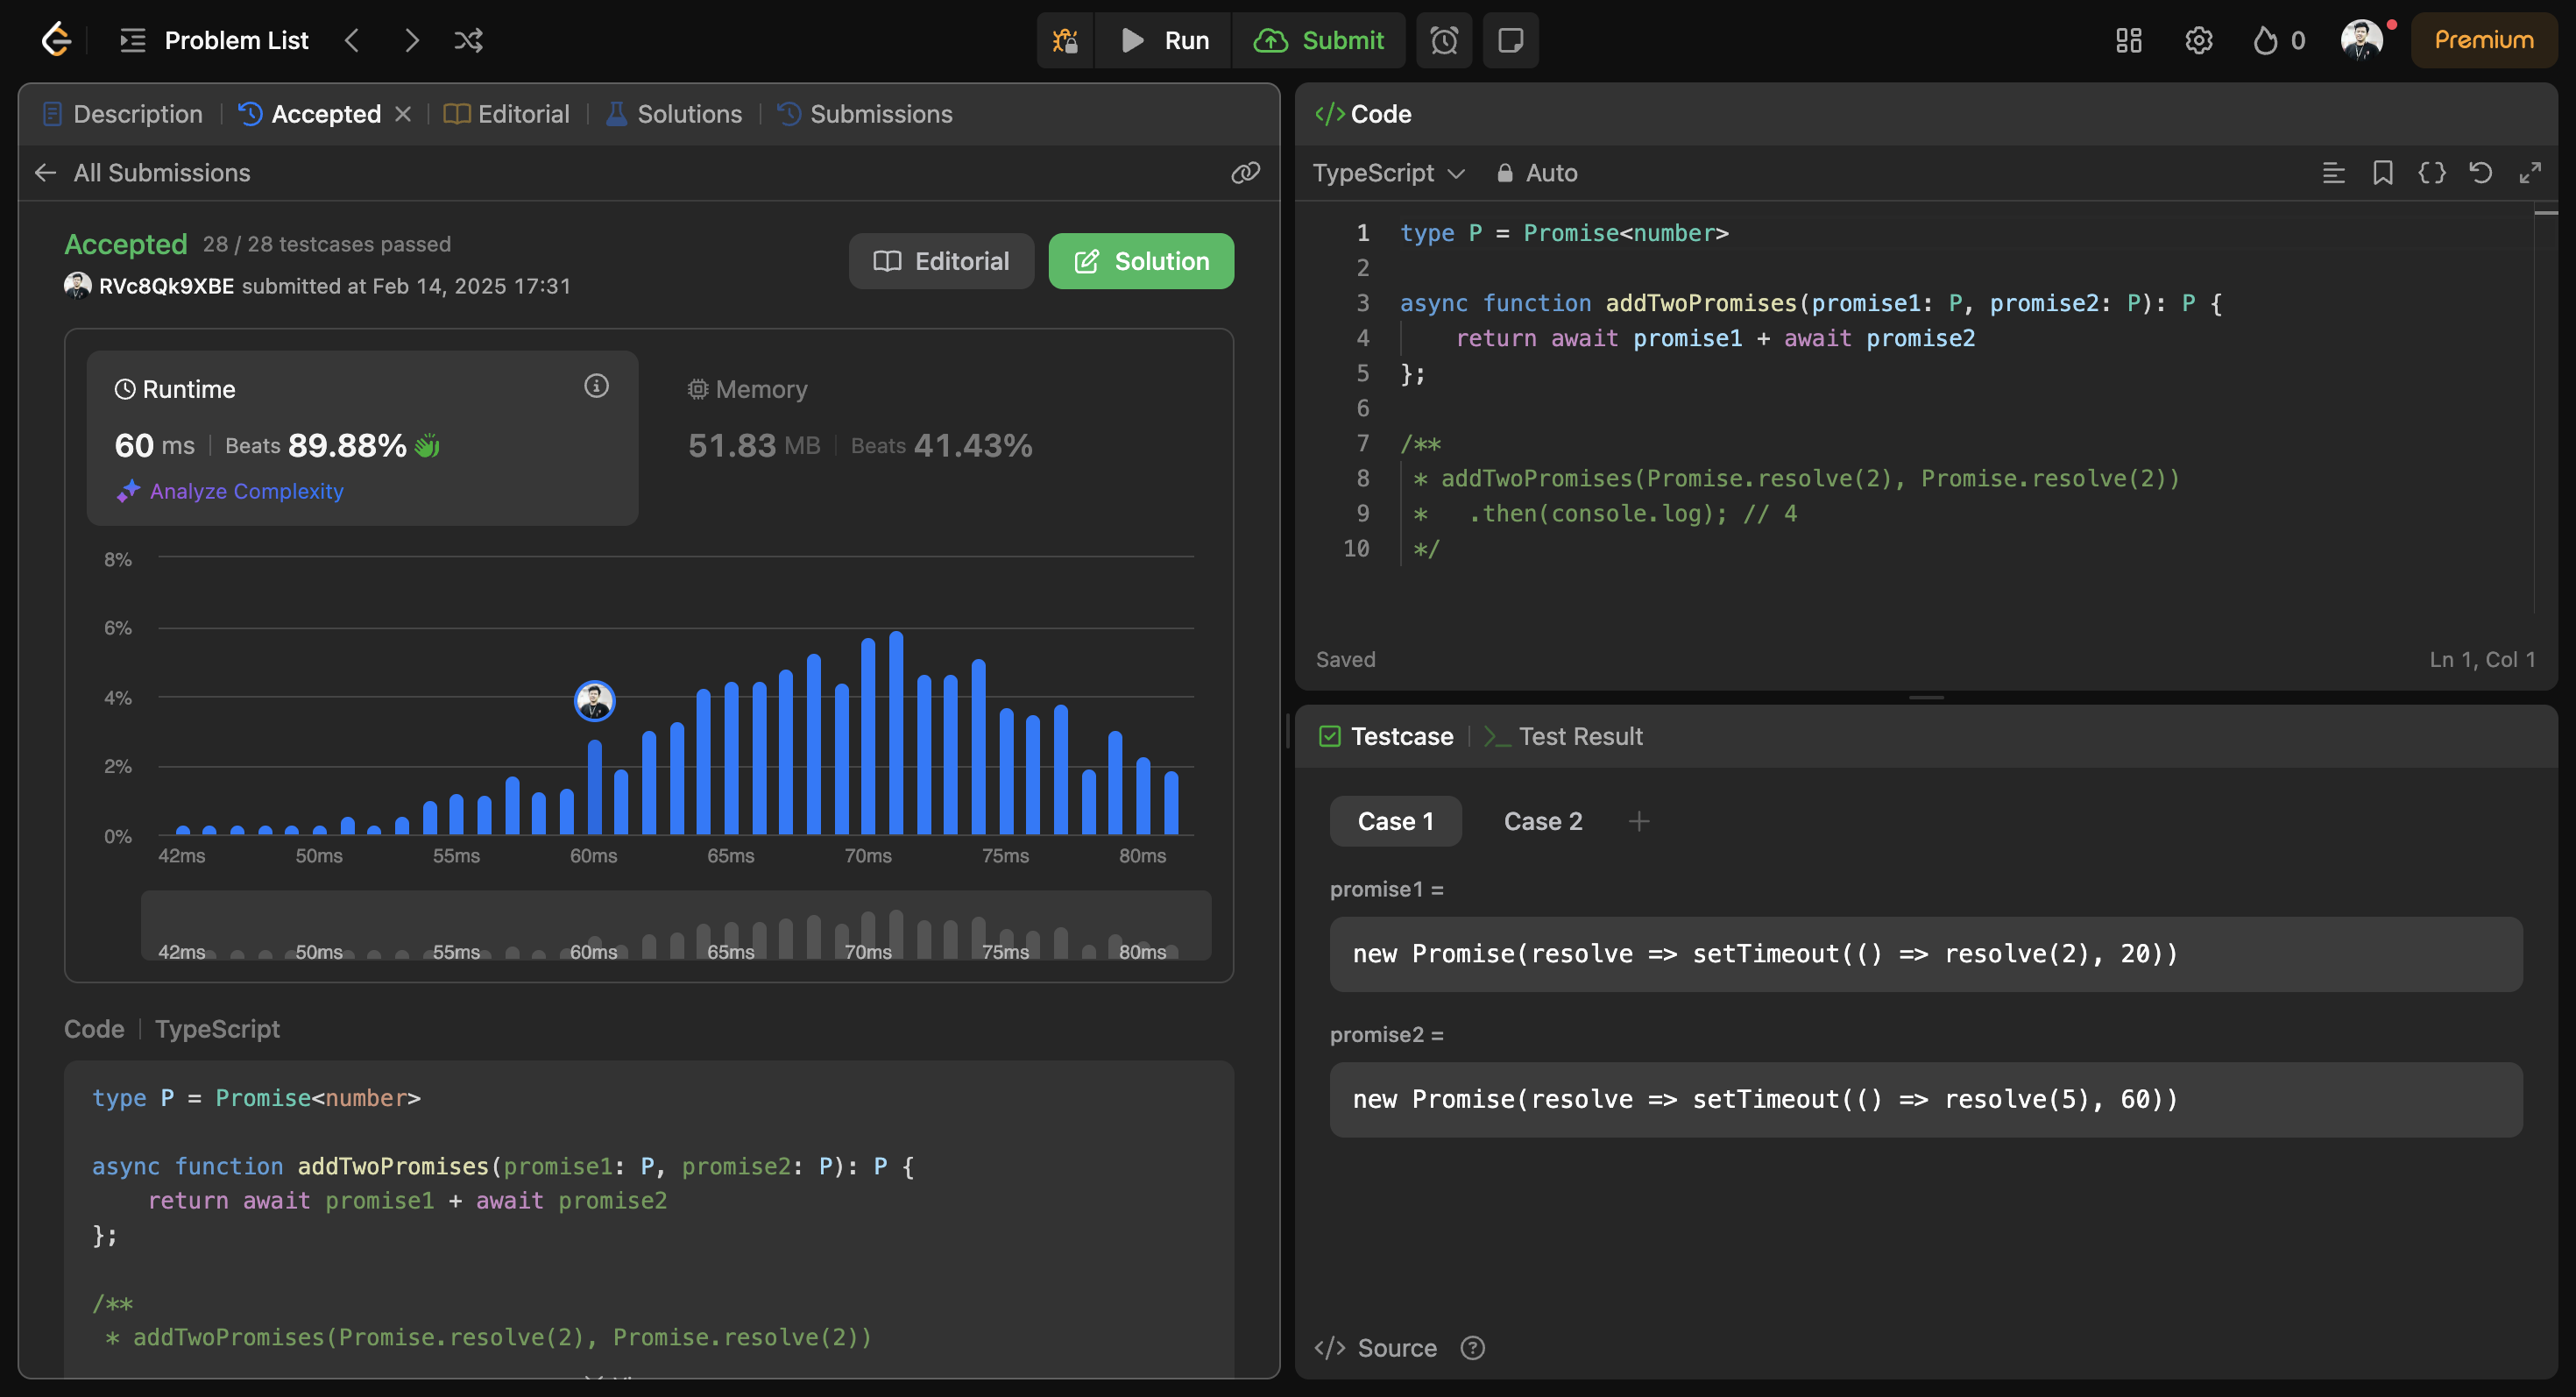 Problem List
Run
Submit
0
Premium
Description
Accepted
Editorial
Solutions
Submissions
All Submissions
Accepted 28 / 28 testcases passed
RVc8Qk9XBE submitted at Feb 14, 2025 17:31
Editorial
Solution
Runtime
60 ms Beats 89.88%
Analyze Complexity
Memory
51.83 MB Beats 41.43%
8%
6%
4%
2%
0%
42ms 50ms 55ms 60ms 65ms 70ms 75ms 80ms
42ms 50ms 55ms 60ms 65ms 70ms 75ms 80ms
Code TypeScript
type P = Promise<number>
async function addTwoPromises(promise1: P, promise2: P): P {
return await promise1 + await promise2
};
/**
* addTwoPromises(Promise.resolve(2), Promise.resolve(2))
</> Code
TypeScript
Auto
1 type P = Promise<number>
2
3 async function addTwoPromises(promise1: P, promise2: P): P {
4 return await promise1 + await promise2
5 };
6
7 /**
8 * addTwoPromises(Promise.resolve(2), Promise.resolve(2))
9 * .then(console.log); // 4
10 */
Saved
Ln 1, Col 1
Testcase
Test Result
Case 1
Case 2
promise1 =
new Promise(resolve => setTimeout(() => resolve(2), 20))
promise2 =
new Promise(resolve => setTimeout(() => resolve(5), 60))
</> Source